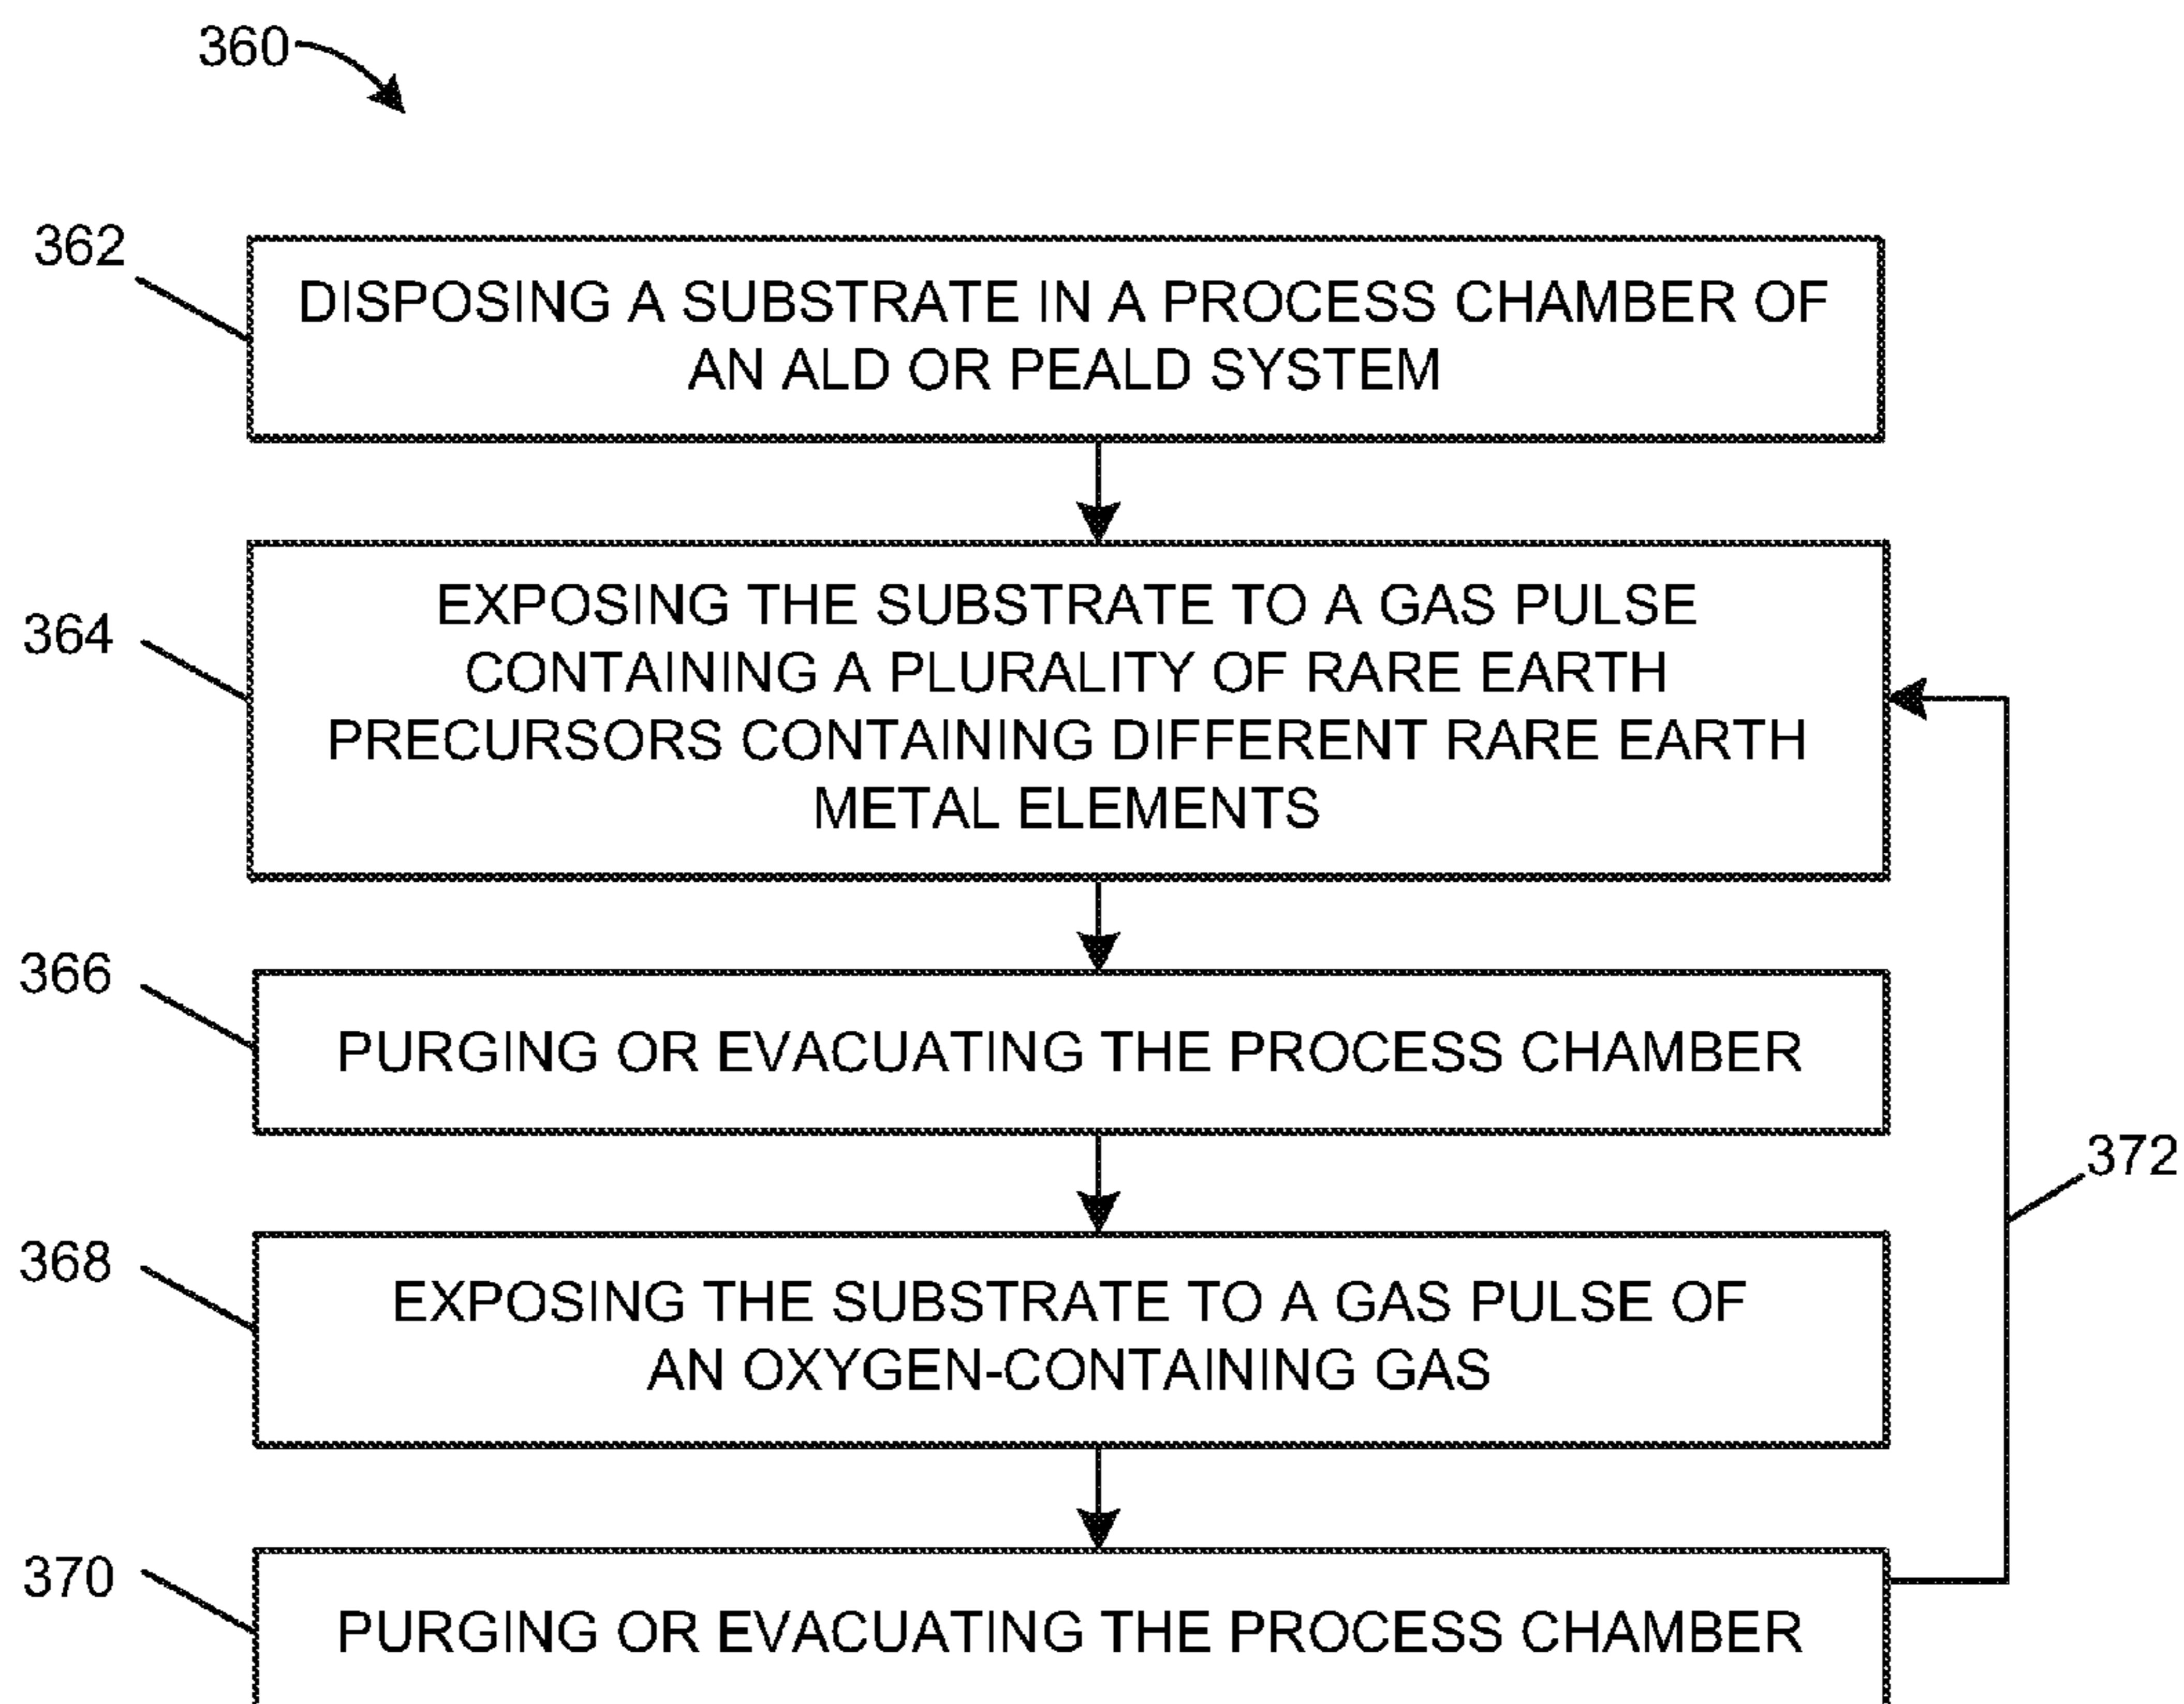 360
362
DISPOSING A SUBSTRATE IN A PROCESS CHAMBER OF
AN ALD OR PEALD SYSTEM
364
EXPOSING THE SUBSTRATE TO A GAS PULSE
CONTAINING A PLURALITY OF RARE EARTH
PRECURSORS CONTAINING DIFFERENT RARE EARTH
METAL ELEMENTS
366
PURGING OR EVACUATING THE PROCESS CHAMBER
372
368
EXPOSING THE SUBSTRATE TO A GAS PULSE OF
AN OXYGEN-CONTAINING GAS
370
PURGING OR EVACUATING THE PROCESS CHAMBER